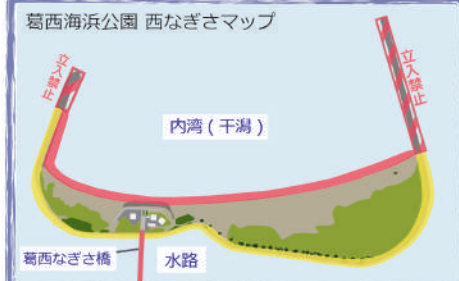 葛西海浜公園 西なぎさマップ
立入禁止
立入禁止
内湾(干潟)
葛西なぎさ橋
水路